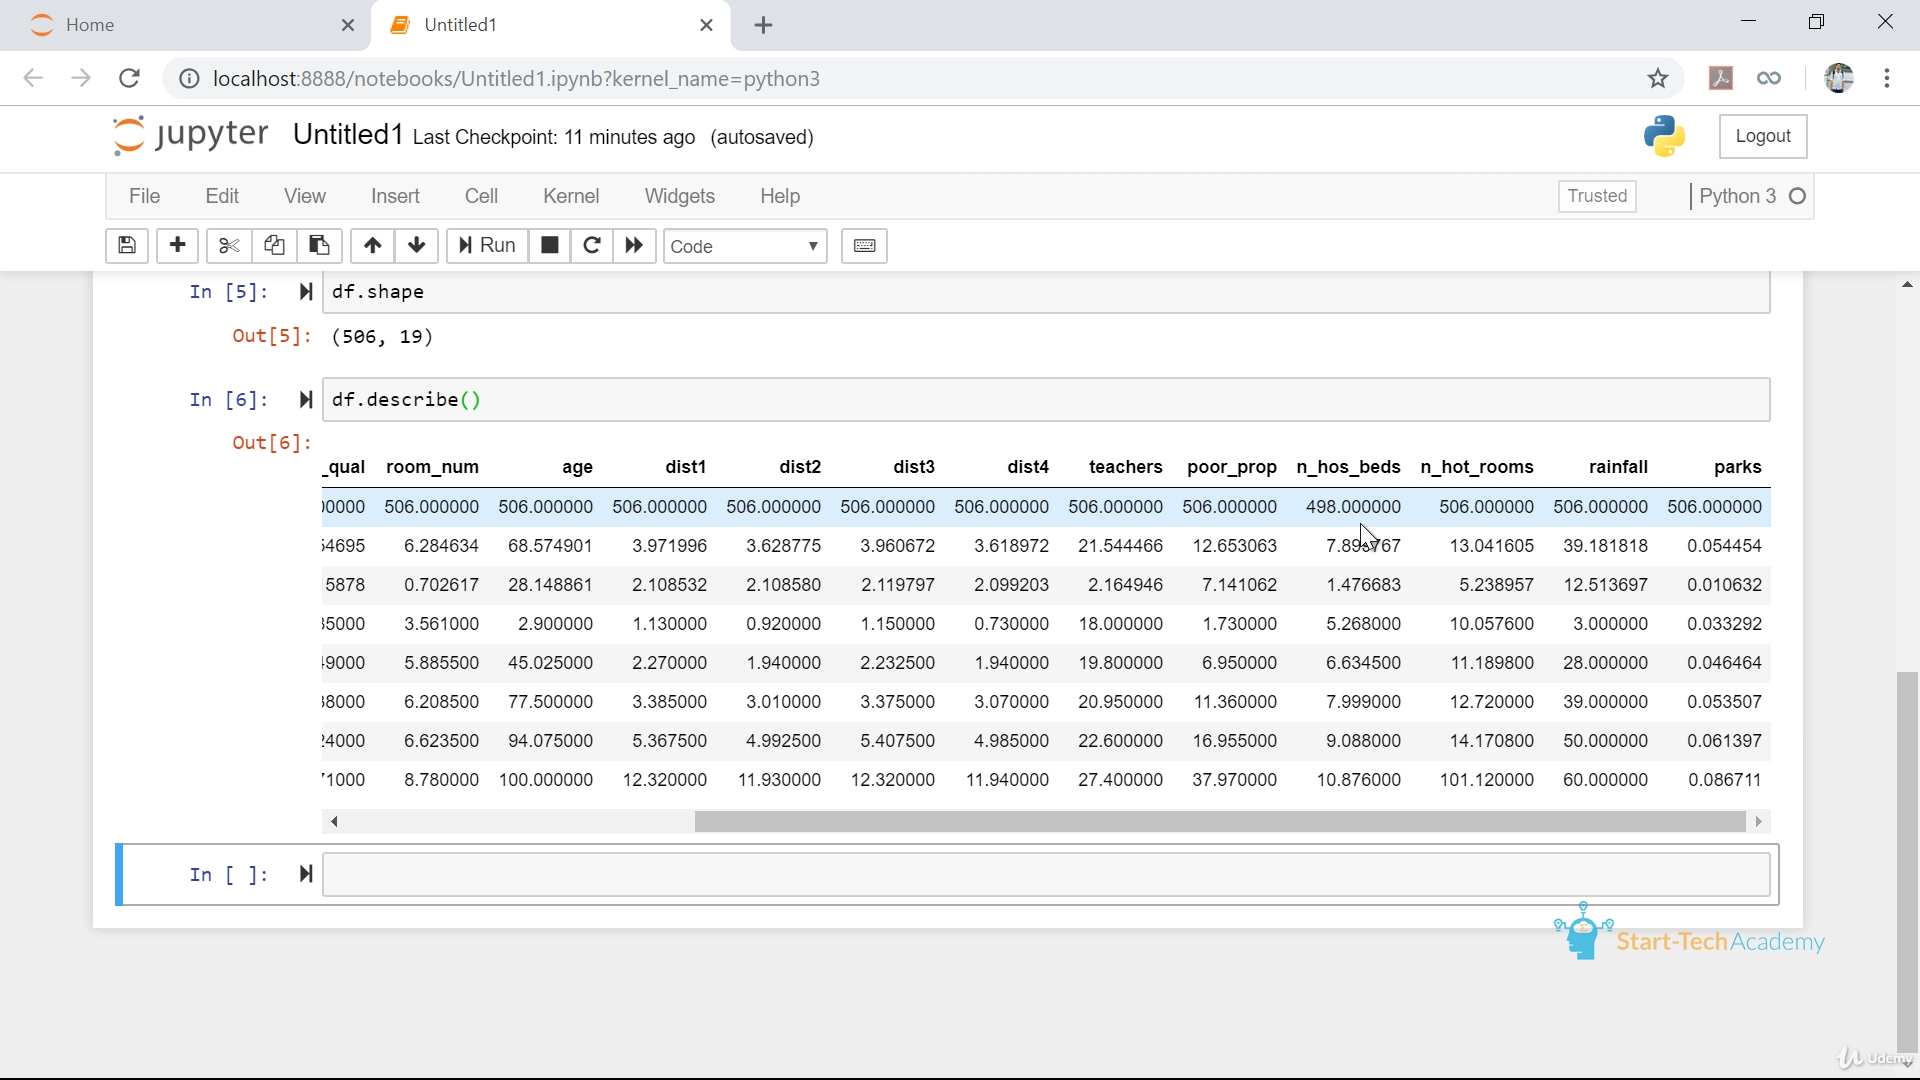 Home
Untitled1
localhost:8888/notebooks/Untitled1.ipynb?kernel_name=python3
jupyter Untitled1 Last Checkpoint: 11 minutes ago (autosaved)
Logout
File Edit View Insert Cell Kernel Widgets Help
Trusted
Python 3
Run
Code
In [5]: df.shape
Out[5]: (506, 19)
In [6]: df.describe()
Out[6]:
_qual room_num age dist1 dist2 dist3 dist4 teachers poor_prop n_hos_beds n_hot_rooms rainfall parks
0000 506.000000 506.000000 506.000000 506.000000 506.000000 506.000000 506.000000 506.000000 498.000000 506.000000 506.000000 506.000000
54695 6.284634 68.574901 3.971996 3.628775 3.960672 3.618972 21.544466 12.653063 13.041605 39.181818 0.054454
15878 0.702617 28.148861 2.108532 2.108580 2.119797 2.099203 2.164946 7.141062 1.476683 5.238957 12.513697 0.010632
35000 3.561000 2.900000 1.130000 0.920000 1.150000 0.730000 18.000000 1.730000 5.268000 10.057600 3.000000 0.033292
49000 5.885500 45.025000 2.270000 1.940000 2.232500 1.940000 19.800000 6.950000 6.634500 11.189800 28.000000 0.046464
38000 6.208500 77.500000 3.385000 3.010000 3.375000 3.070000 20.950000 11.360000 7.999000 12.720000 39.000000 0.053507
24000 6.623500 94.075000 5.367500 4.992500 5.407500 4.985000 22.600000 16.955000 9.088000 14.170800 50.000000 0.061397
71000 8.780000 100.000000 12.320000 11.930000 12.320000 11.940000 27.400000 37.970000 10.876000 101.120000 60.000000 0.086711
In [ ]:
Start-Tech Academy
Udemy